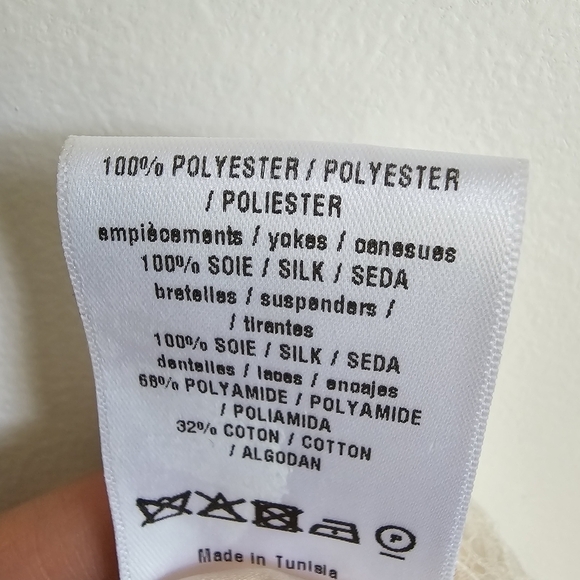 100% POLYESTER / POLYESTER
/ POLIESTER
empiècements / yokes / canesues
100% SOIE / SILK / SEDA
bretelles / suspenders /
/ tirantes
100% SOIE / SILK / SEDA
dentelles / laces / encajes
68% POLYAMIDE / POLYAMIDE
/ POLIAMIDA
32% COTON / COTTON
/ ALGODAN
P
Made in Tunisia